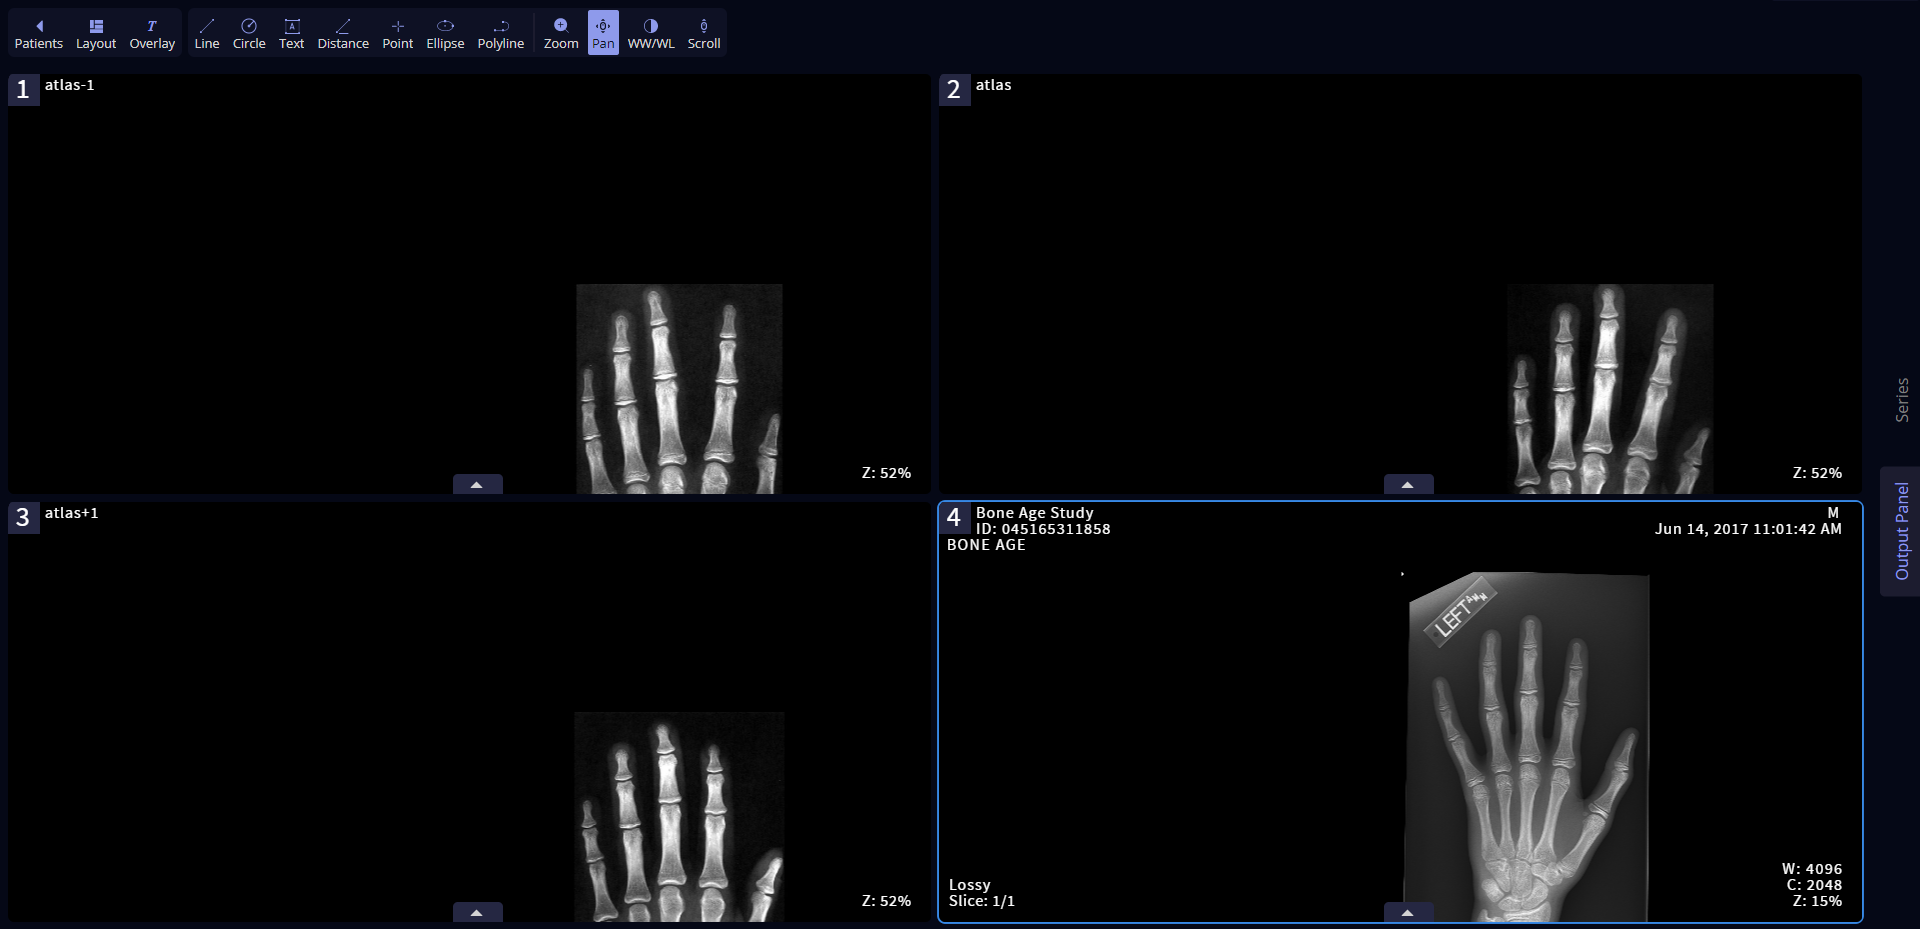 Patients Layout Overlay Line Circle Text Distance Point Ellipse Polyline Zoom Pan WW/WL Scroll
1 atlas-1
Z: 52%
2 atlas
Z: 52%
3 atlas+1
Z: 52%
4 Bone Age Study
ID: 045165311858
BONE AGE
M
Jun 14, 2017 11:01:42 AM
LEFT
Lossy
Slice: 1/1
W: 4096
C: 2048
Z: 15%
Series
Output Panel